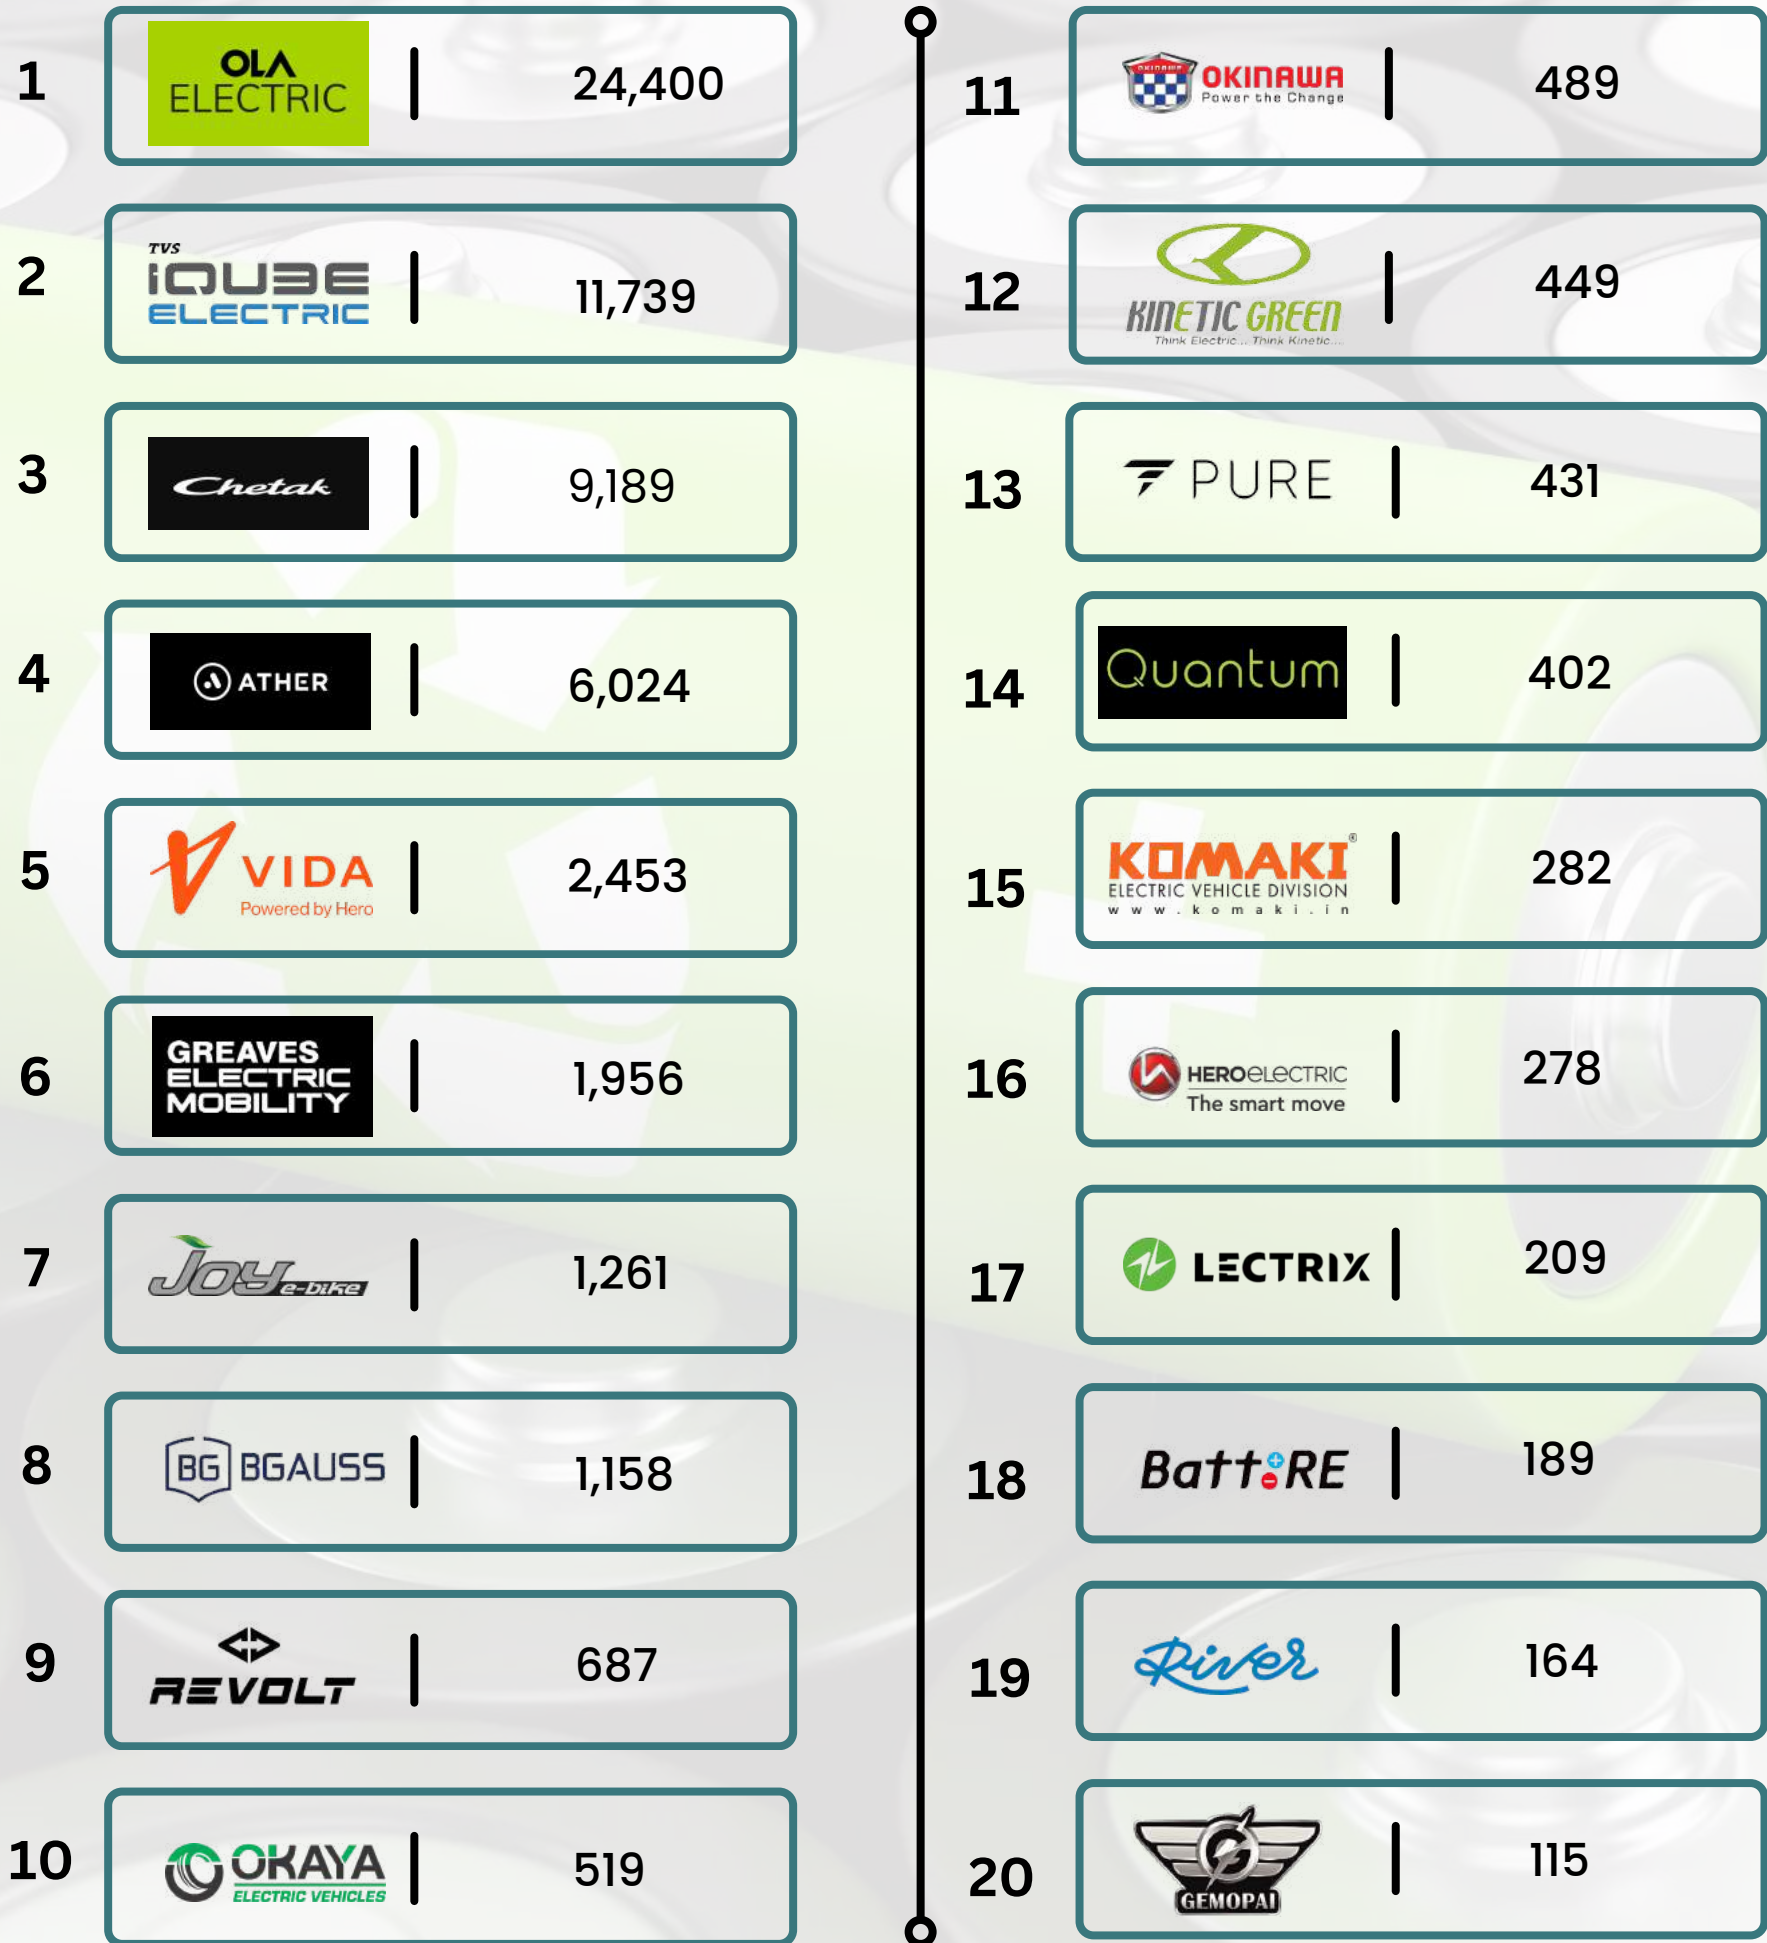 1
OLA
ELECTRIC
24,400
2
TVS
iQUBE
ELECTRIC
11,739
3
Chetak
9,189
4
ATHER
6,024
5
VIDA
Powered by Hero
2,453
6
GREAVES
ELECTRIC
MOBILITY
1,956
7
Joy
e-bike
1,261
8
BG BGAUSS
1,158
9
REVOLT
687
10
OKAYA
ELECTRIC VEHICLES
519
11
OKINAWA
OKINAWA
Power the Change
489
12
KINETIC GREEN
Think Electric... Think Kinetic....
449
13
PURE
431
14
Quantum
402
15
KOMAKI®
ELECTRIC VEHICLE DIVISION
www.komaki.in
282
16
HEROELECTRIC
The smart move
278
17
LECTRIX
209
18
Batt:RE
189
19
River
164
20
G
GEMOPAI
115